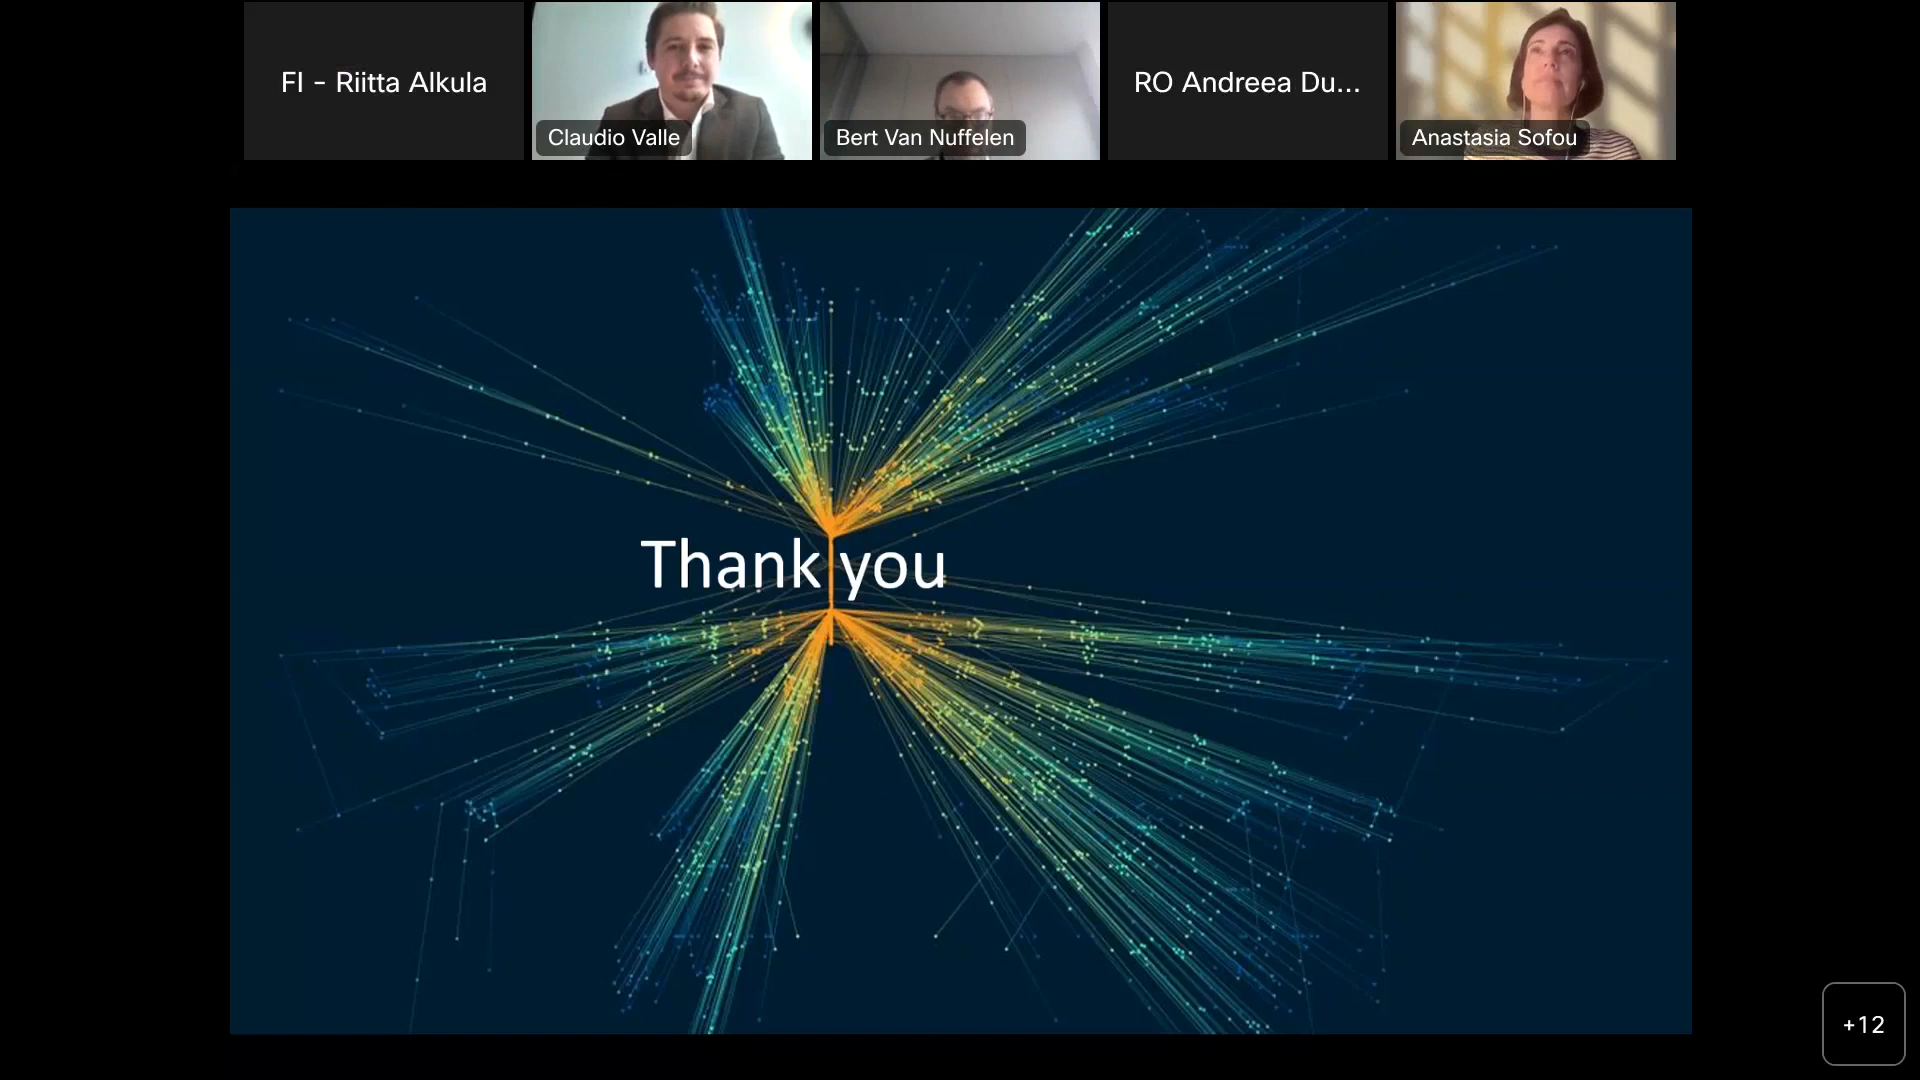 FI - Riitta Alkula
Claudio Valle
Bert Van Nuffelen
RO Andreea Du...
Anastasia Sofou
Thank you
+12